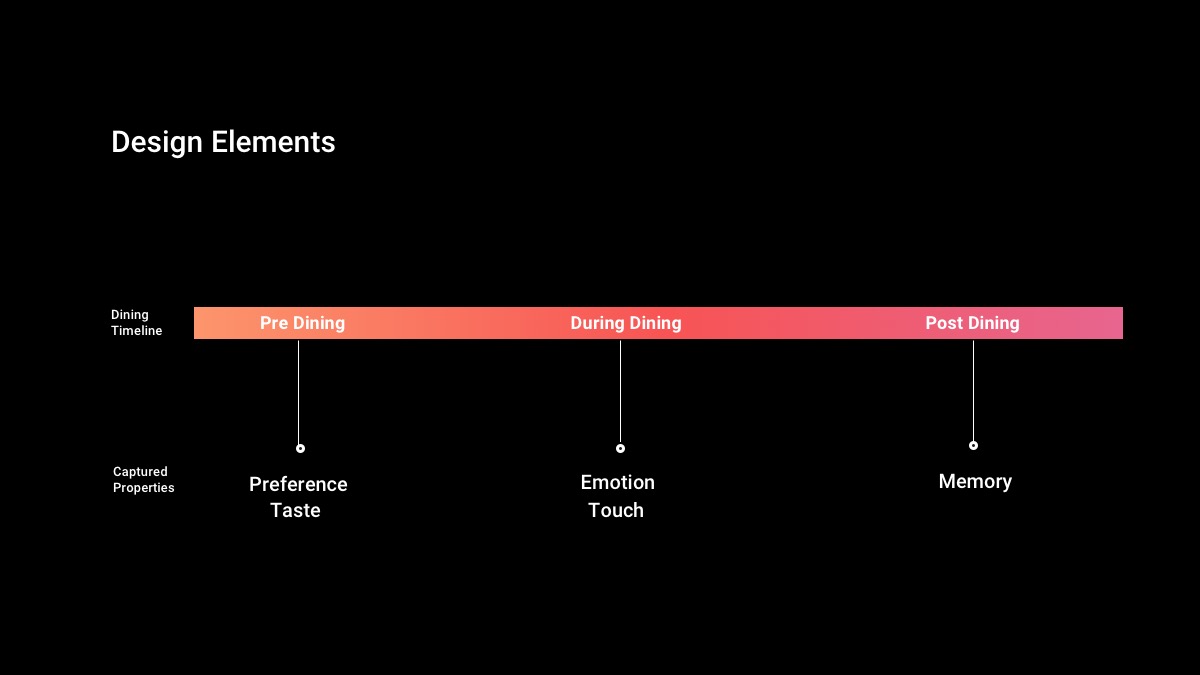 Design Elements
Dining
Timeline
Pre Dining
During Dining
Post Dining
Captured
Properties
Preference
Taste
Emotion
Touch
Memory